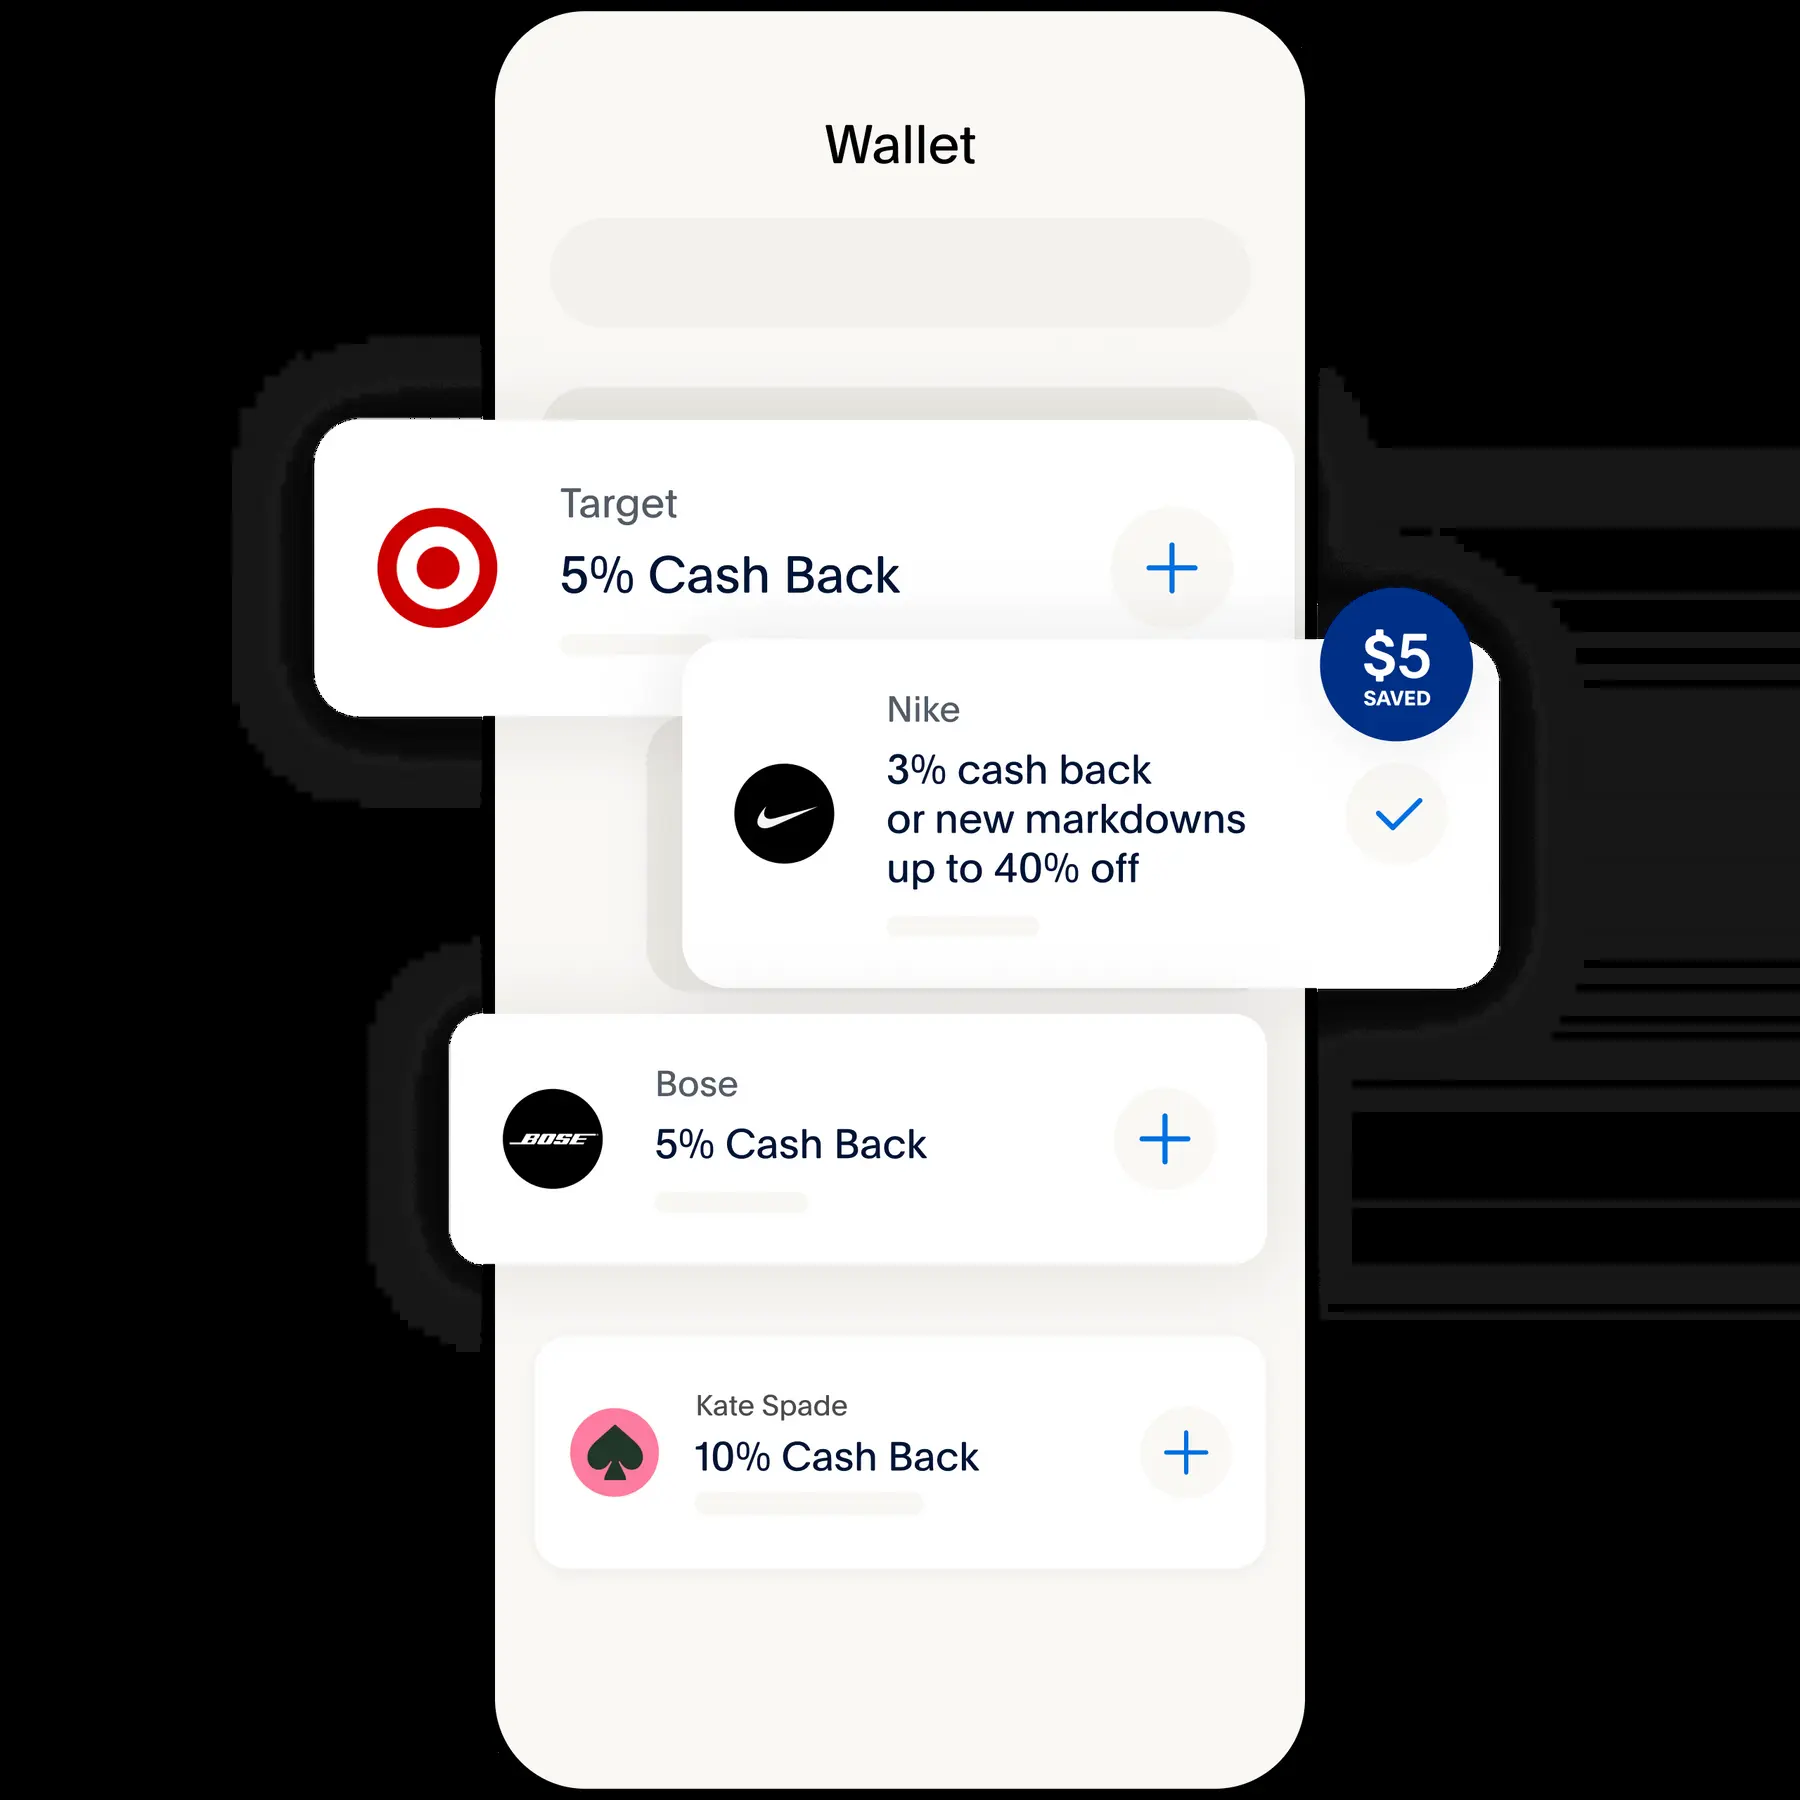 Wallet
Target
5% Cash Back
$5
SAVED
Nike
3% cash back
or new markdowns
up to 40% off
Bose
BOSE
5% Cash Back
Kate Spade
10% Cash Back